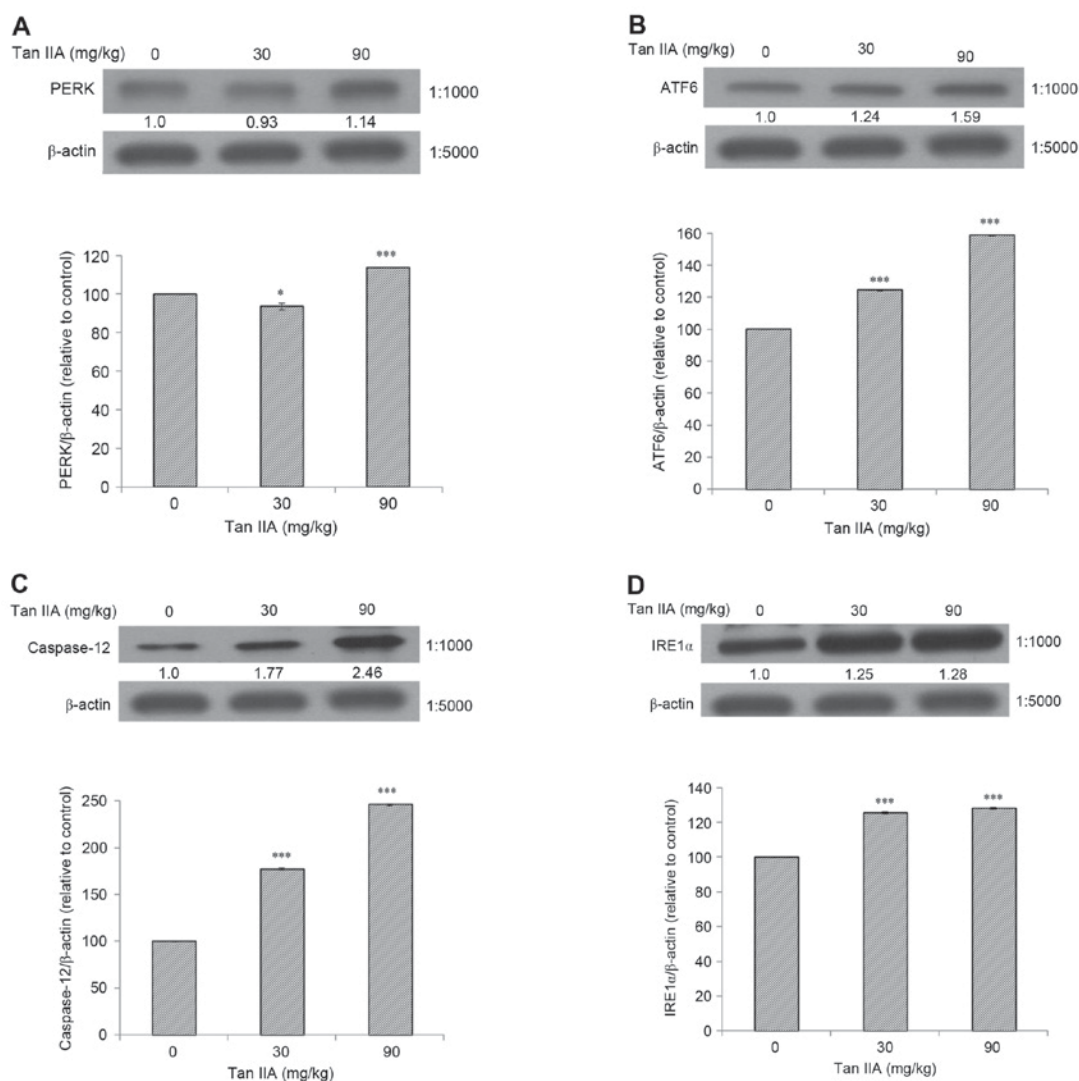 A
Tan IIA (mg/kg) 0 30 90
PERK 1:1000
1.0 0.93 1.14
β-actin 1:5000
120
100
80
60
40
20
0
PERK/β-actin (relative to control)
*
***
0 30 90
Tan IIA (mg/kg)
B
Tan IIA (mg/kg) 0 30 90
ATF6 1:1000
1.0 1.24 1.59
β-actin 1:5000
160
140
120
100
80
60
40
20
0
ATF6/β-actin (relative to control)
***
***
0 30 90
Tan IIA (mg/kg)
C
Tan IIA (mg/kg) 0 30 90
Caspase-12 1:1000
1.0 1.77 2.46
β-actin 1:5000
250
200
150
100
50
0
Caspase-12/β-actin (relative to control)
***
***
0 30 90
Tan IIA (mg/kg)
D
Tan IIA (mg/kg) 0 30 90
IRE1α 1:1000
1.0 1.25 1.28
β-actin 1:5000
140
120
100
80
60
40
20
0
IRE1α/β-actin (relative to control)
***
***
0 30 90
Tan IIA (mg/kg)